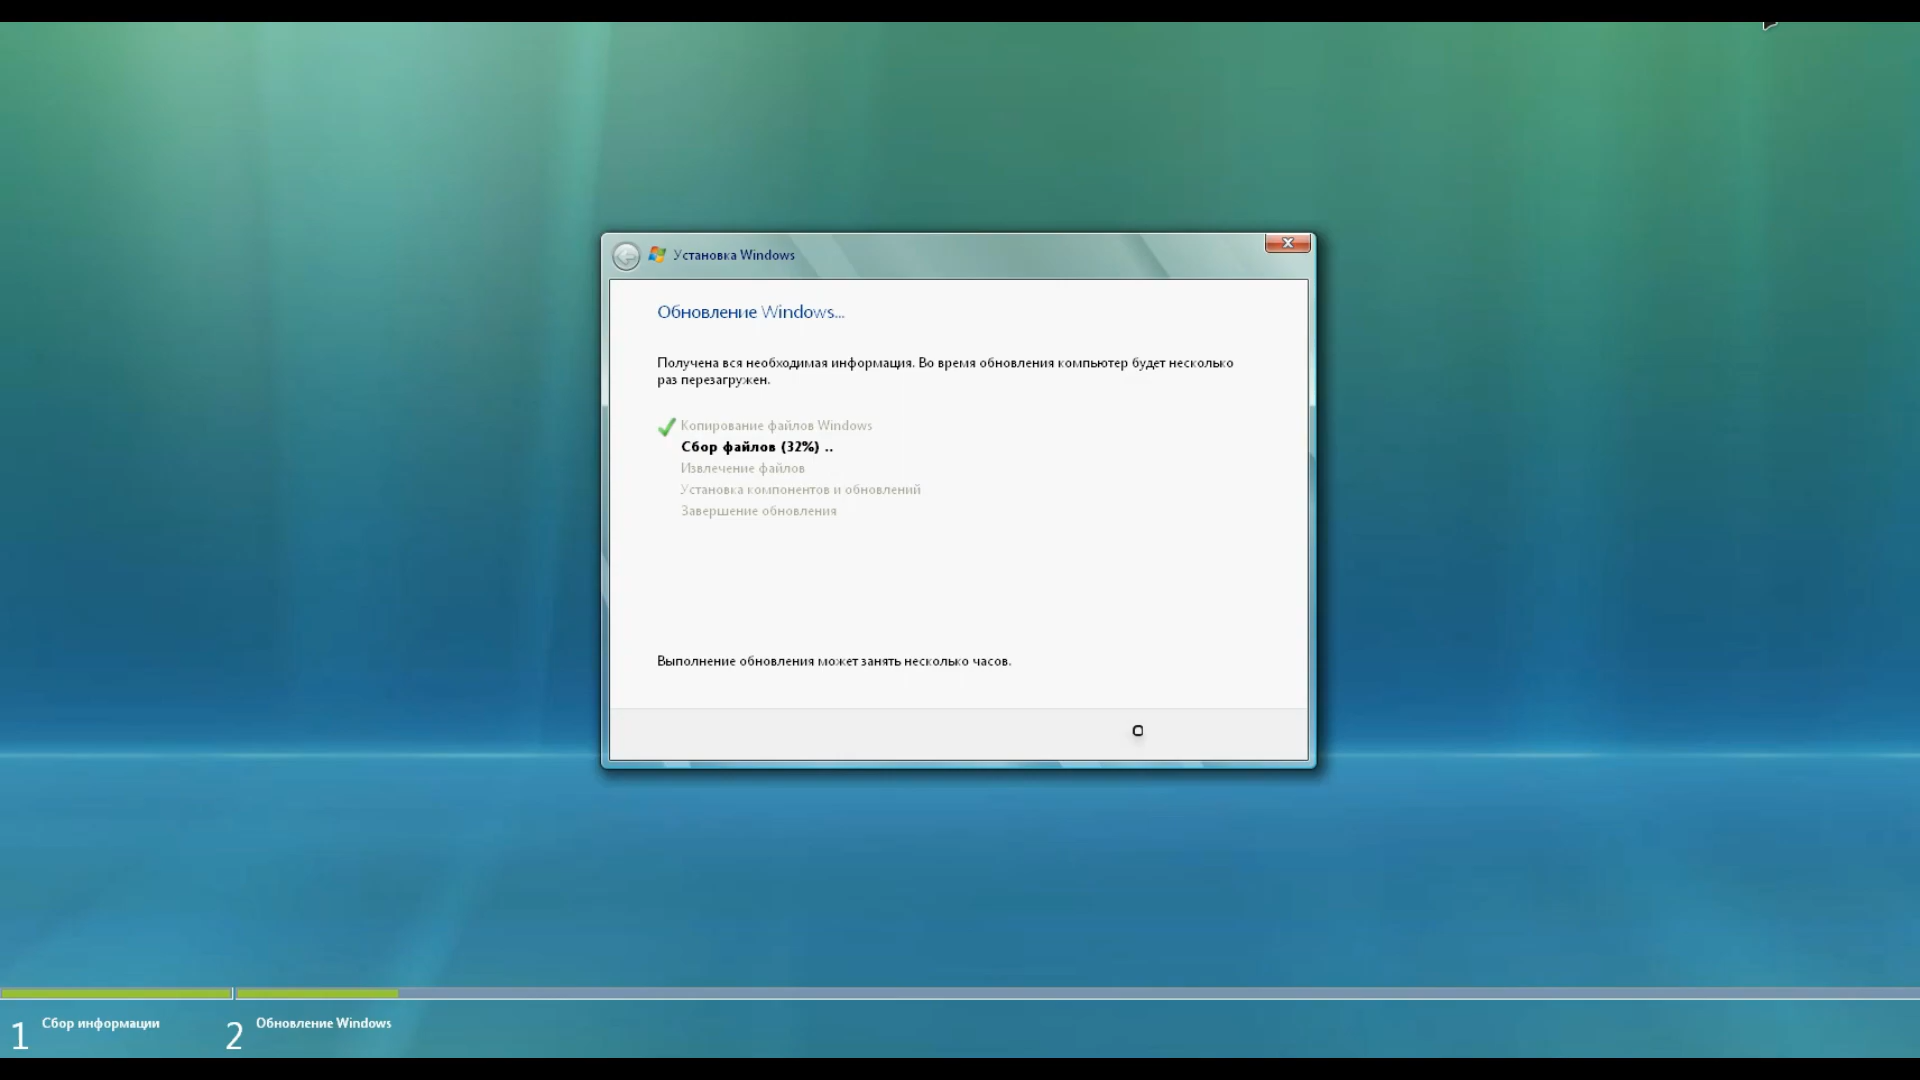 Установка Windows
Обновление Windows...
Получена вся необходимая информация. Во время обновления компьютер будет несколько
раз перезагружен.
Копирование файлов Windows
Сбор файлов (32%) ..
Извлечение файлов
Установка компонентов и обновлений
Завершение обновления
Выполнение обновления может занять несколько часов.
1 Сбор информации
2 Обновление Windows